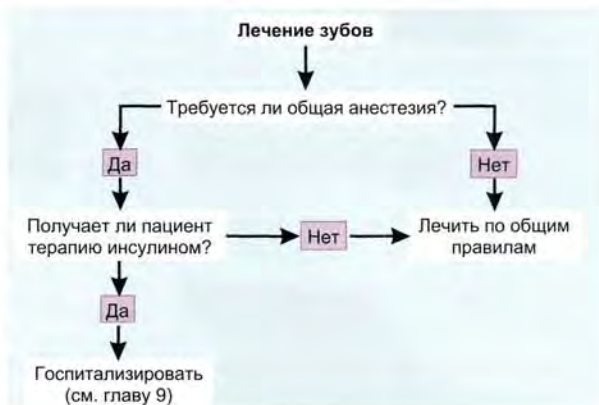 Лечение зубов
Требуется ли общая анестезия?
Да
Нет
Получает ли пациент
терапию инсулином?
Нет
Лечить по общим
правилам
Да
Госпитализировать
(см. главу 9)